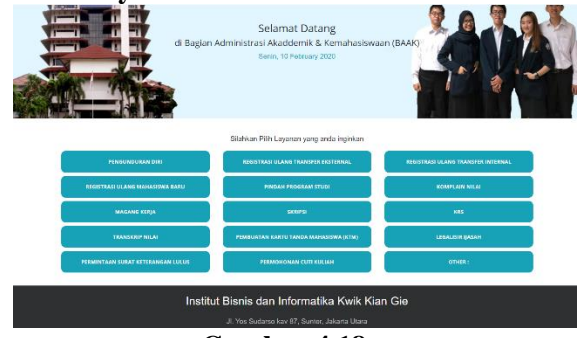 Selamat Datang
di Bagian Administrasi Akaddemik & Kemahasiswaan (BAAK)
Senin, 10 February 2020
Silahkan Pilih Layanan yang anda inginkan
PENGUNDURAN DIRI
REGISTRASI ULANG TRANSFER EKSTERNAL
REGISTRASI ULANG TRANSFER INTERNAL
REGISTRASI ULANG MAHASISWA BARU
PINDAH PROGRAM STUDI
KOMPLAIN NILAI
MAGANG KERJA
SKRIPSI
KRS
TRANSKRIP NILAI
PEMBUATAN KARTU TANDA MAHASISWA (KTM)
LEGALISIR IJASAH
PERMINTAAN SURAT KETERANGAN LULUS
PERMOHONAN CUTI KULIAH
OTHER :
Institut Bisnis dan Informatika Kwik Kian Gie
Jl. Yos Sudarso kav 87, Sunter, Jakarta Utara